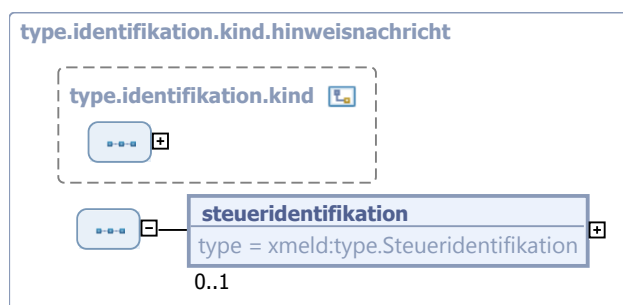 type.identifikation.kind.hinweisnachricht
type.identifikation.kind
steueridentifikation
type = xmeld:type.Steueridentifikation
0..1